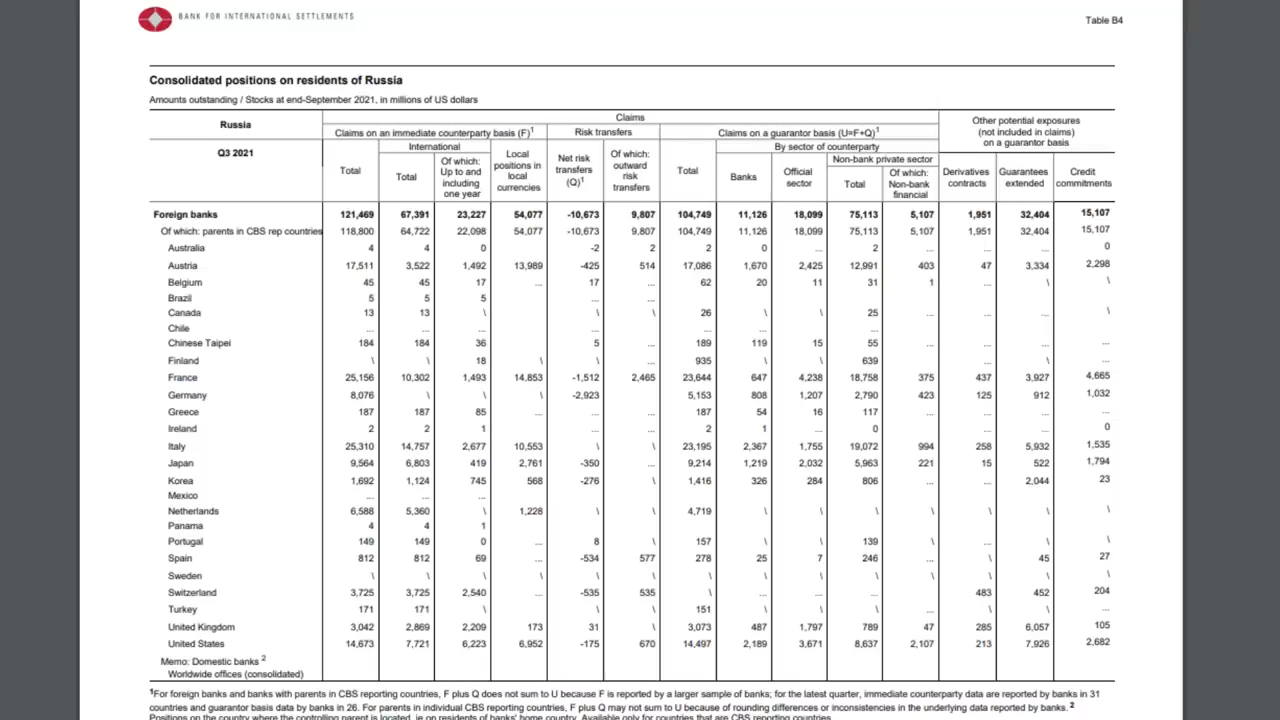 BANK FOR INTERNATIONAL SETTLEMENTS
Table B4
Consolidated positions on residents of Russia
Amounts outstanding / Stocks at end-September 2021, in millions of US dollars
Russia
Q3 2021
Claims
Claims on an immediate counterparty basis (F)1
Risk transfers
Claims on a guarantor basis (U=F+Q)1
Other potential exposures (not included in claims) on a guarantor basis
International
By sector of counterparty
Non-bank private sector
Total
Total
Of which: Up to and including one year
Local positions in local currencies
Net risk transfers (Q)1
Of which: outward risk transfers
Total
Banks
Official sector
Total
Of which: Non-bank financial
Derivatives contracts
Guarantees extended
Credit commitments
Foreign banks 121,469 67,391 23,227 54,077 -10,673 9,807 104,749 11,126 18,099 75,113 5,107 1,951 32,404 15,107
Of which: parents in CBS rep countries 118,800 64,722 22,098 54,077 -10,673 9,807 104,749 11,126 18,099 75,113 5,107 1,951 32,404 15,107
Australia 4 4 0 -2 2 2 0 ... 2 ... ... ... 0
Austria 17,511 3,522 1,492 13,989 -425 514 17,086 1,670 2,425 12,991 403 47 3,334 2,298
Belgium 45 45 17 ... 17 ... 62 20 11 31 1 ... \ \
Brazil 5 5 5 ... ...
Canada 13 13 \ \ \ 26 \ \ 25 ... ... ... \
Chile ... ... ... ... ... ... ...
Chinese Taipei 184 184 36 5 ... 189 119 15 55 ... ... ... ...
Finland \ \ 18 \ \ ... 935 \ \ 639 ... \ ...
France 25,156 10,302 1,493 14,853 -1,512 2,465 23,644 647 4,238 18,758 375 437 3,927 4,665
Germany 8,076 \ \ \ -2,923 5,153 808 1,207 2,790 423 125 912 1,032
Greece 187 187 85 ... ... ... 187 54 16 117 ... ... ... ...
Ireland 2 2 1 ... ... 2 1 ... 0 ... ... 0
Italy 25,310 14,757 2,677 10,553 \ \ 23,195 2,367 1,755 19,072 994 258 5,932 1,535
Japan 9,564 6,803 419 2,761 -350 ... 9,214 1,219 2,032 5,963 221 15 522 1,794
Korea 1,692 1,124 745 568 -276 \ 1,416 326 284 806 ... ... 2,044 23
Mexico ... ... ...
Netherlands 6,588 5,360 \ 1,228 \ \ 4,719 \ \ \ \ \ \ \
Panama 4 4 1
Portugal 149 149 0 ... 8 \ 157 \ \ 139 \ ... \ \
Spain 812 812 69 ... -534 577 278 25 7 246 ... \ 45 27
Sweden \ \ \ \ \ \ \ \ \ \ \ \
Switzerland 3,725 3,725 2,540 ... -535 535 \ ... ... ... 483 452 204
Turkey 171 171 \ \ \ 151 \ \ \ ... \ \ ...
United Kingdom 3,042 2,869 2,209 173 31 \ 3,073 487 1,797 789 47 285 6,057 105
United States 14,673 7,721 6,223 6,952 -175 670 14,497 2,189 3,671 8,637 2,107 213 7,926 2,682
Memo: Domestic banks 2
Worldwide offices (consolidated)
1For foreign banks and banks with parents in CBS reporting countries, F plus Q does not sum to U because F is reported by a larger sample of banks; for the latest quarter, immediate counterparty data are reported by banks in 31
countries and guarantor basis data by banks in 26. For parents in individual CBS reporting countries, F plus Q may not sum to U because of rounding differences or inconsistencies in the underlying data reported by banks. 2
Positions on the country where the controlling parent is located, ie on residents of banks' home country. Available only for countries that are CBS reporting countries.